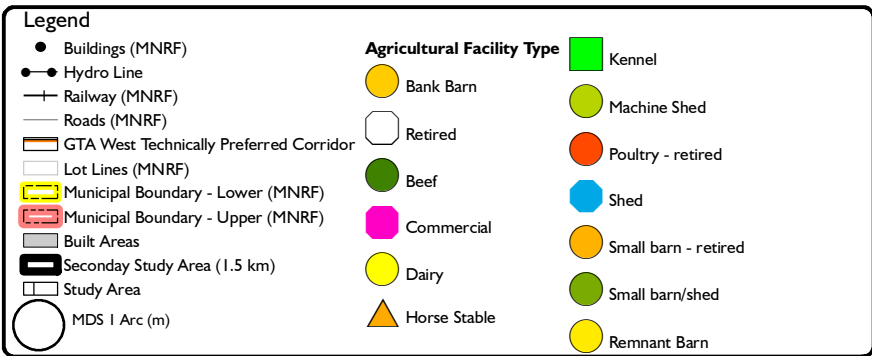 Legend
Buildings (MNRF)
Hydro Line
Railway (MNRF)
Roads (MNRF)
GTA West Technically Preferred Corridor
Lot Lines (MNRF)
Municipal Boundary - Lower (MNRF)
Municipal Boundary - Upper (MNRF)
Built Areas
Seconday Study Area (1.5 km)
Study Area
MDS I Arc (m)
Agricultural Facility Type
Bank Barn
Retired
Beef
Commercial
Dairy
Horse Stable
Kennel
Machine Shed
Poultry - retired
Shed
Small barn - retired
Small barn/shed
Remnant Barn